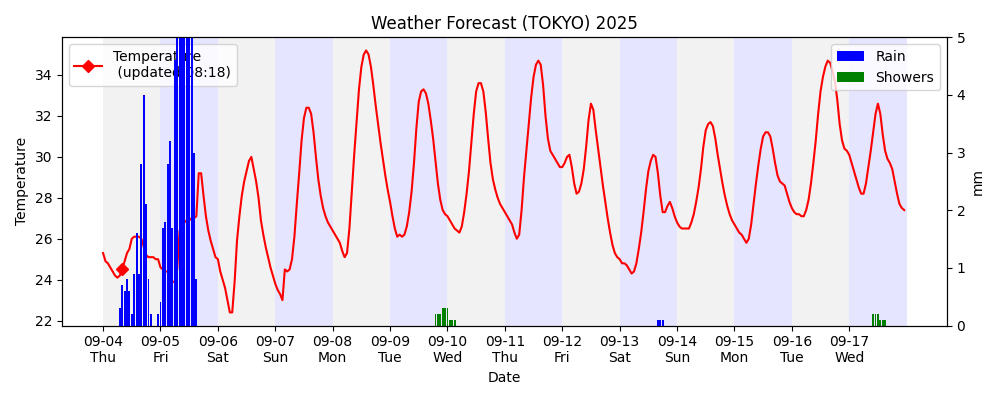 Weather Forecast (TOKYO) 2025
Temperature
(updated 08:18)
Rain
Showers
Temperature
34
32
30
28
26
24
22
5
4
3
2
1
0
mm
09-04 09-05 09-06 09-07 09-08 09-09 09-10 09-11 09-12 09-13 09-14 09-15 09-16 09-17
Thu Fri Sat Sun Mon Tue Wed Thu Fri Sat Sun Mon Tue Wed
Date